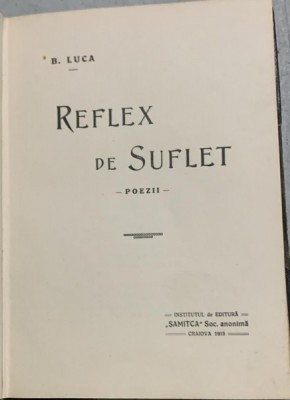 B. LUCA
REFLEX
DE SUFLET
— POEZII —
INSTITUTUL de EDITURĂ
„SAMITCA" Soc. anonimă
CRAIOVA 1915